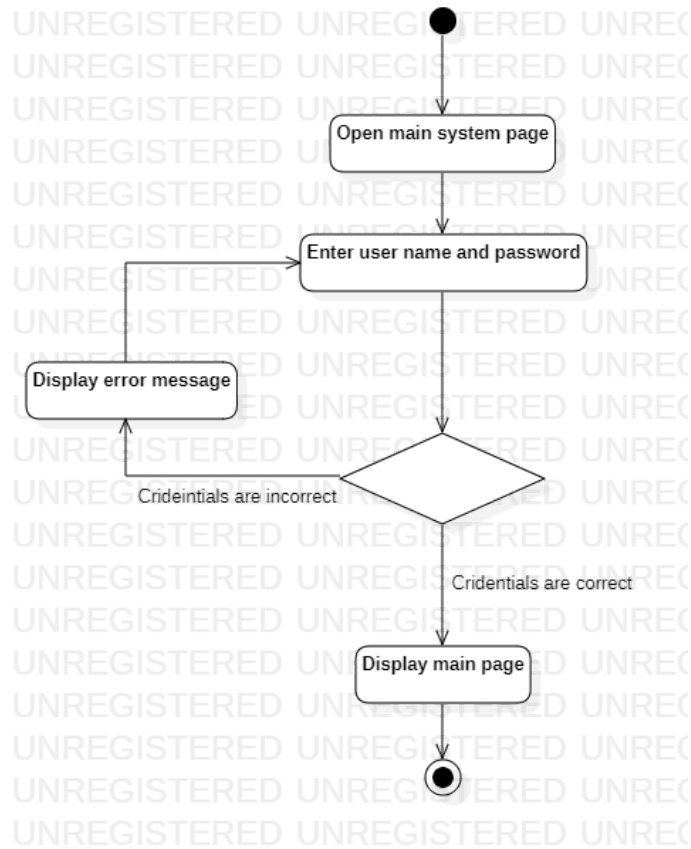 UNREGISTERED
Open main system page
Enter user name and password
Display error message
Crideintials are incorrect
Cridentials are correct
Display main page